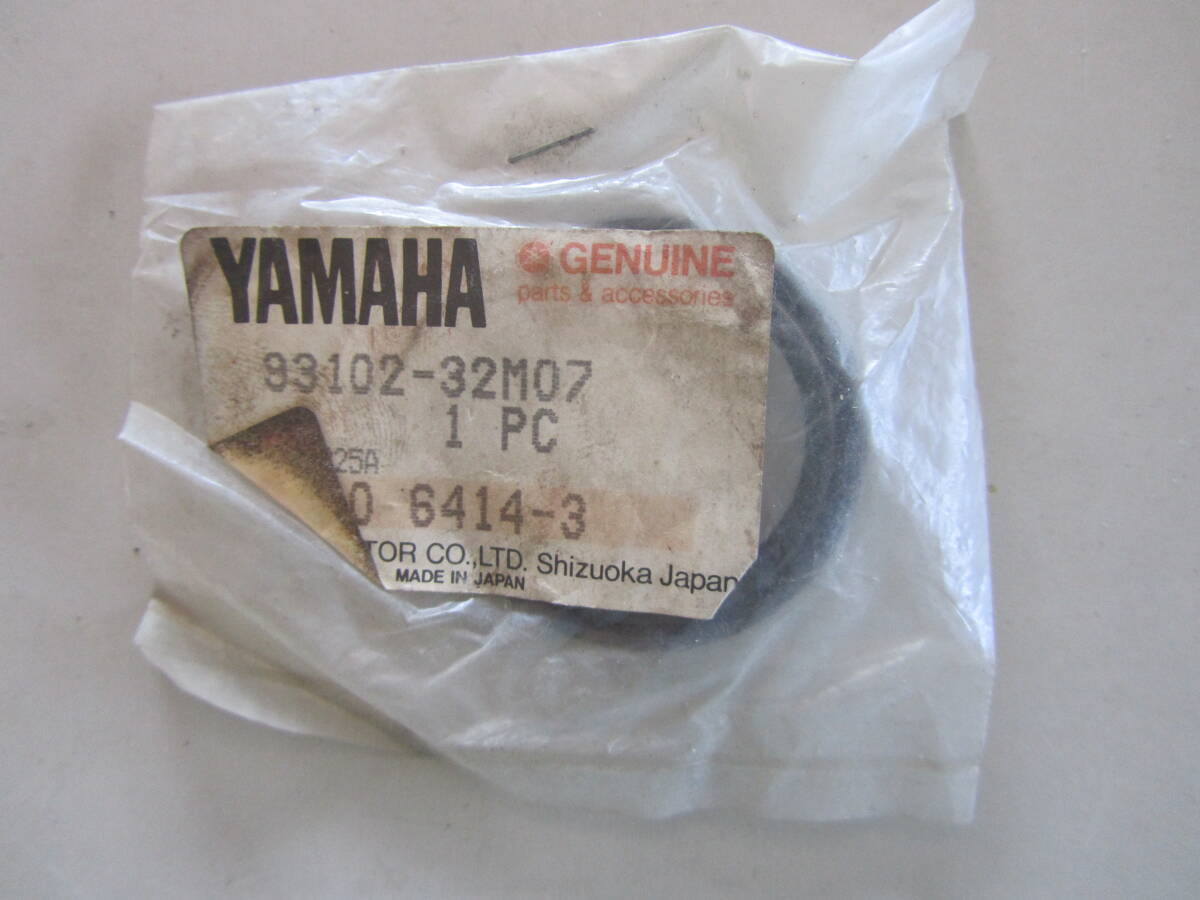 YAMAHA
GENUINE
parts & accessories
93102-32M07
1 PC
25A
0 6414-3
TOR CO.,LTD. Shizuoka Japan
MADE IN JAPAN